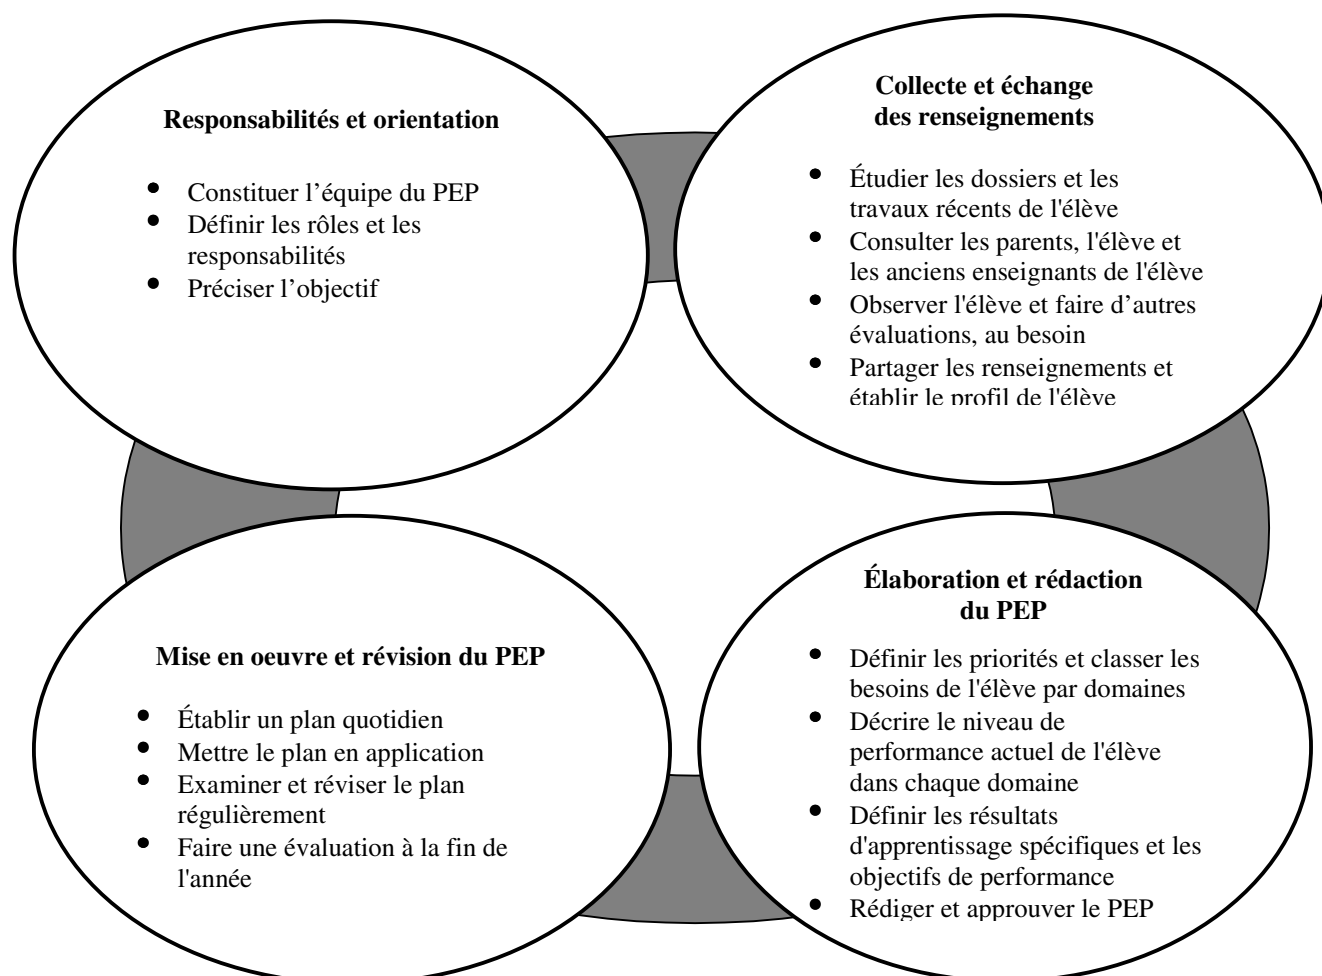 Responsabilités et orientation
• Constituer l’équipe du PEP
• Définir les rôles et les
responsabilités
• Préciser l’objectif
Collecte et échange
des renseignements
• Étudier les dossiers et les
travaux récents de l'élève
• Consulter les parents, l'élève et
les anciens enseignants de l'élève
• Observer l'élève et faire d’autres
évaluations, au besoin
• Partager les renseignements et
établir le profil de l'élève
Mise en oeuvre et révision du PEP
• Établir un plan quotidien
• Mettre le plan en application
• Examiner et réviser le plan
régulièrement
• Faire une évaluation à la fin de
l'année
Élaboration et rédaction
du PEP
• Définir les priorités et classer les
besoins de l'élève par domaines
• Décrire le niveau de
performance actuel de l'élève
dans chaque domaine
• Définir les résultats
d'apprentissage spécifiques et les
objectifs de performance
• Rédiger et approuver le PEP